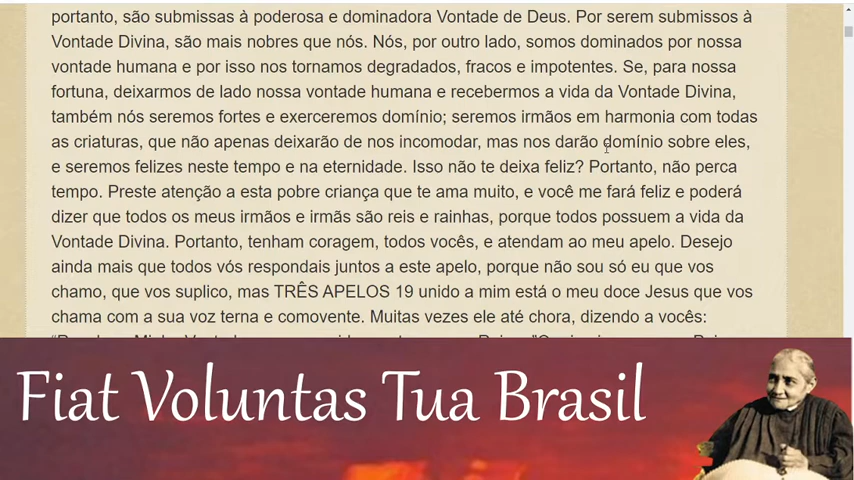 portanto, são submissas à poderosa e dominadora Vontade de Deus. Por serem submissos à
Vontade Divina, são mais nobres que nós. Nós, por outro lado, somos dominados por nossa
vontade humana e por isso nos tornamos degradados, fracos e impotentes. Se, para nossa
fortuna, deixarmos de lado nossa vontade humana e recebermos a vida da Vontade Divina,
também nós seremos fortes e exerceremos domínio; seremos irmãos em harmonia com todas
as criaturas, que não apenas deixarão de nos incomodar, mas nos darão domínio sobre eles,
e seremos felizes neste tempo e na eternidade. Isso não te deixa feliz? Portanto, não perca
tempo. Preste atenção a esta pobre criança que te ama muito, e você me fará feliz e poderá
dizer que todos os meus irmãos e irmãs são reis e rainhas, porque todos possuem a vida da
Vontade Divina. Portanto, tenham coragem, todos vocês, e atendam ao meu apelo. Desejo
ainda mais que todos vós respondais juntos a este apelo, porque não sou só eu que vos
chamo, que vos suplico, mas TRÊS APELOS 19 unido a mim está o meu doce Jesus que vos
chama com a sua voz terna e comovente. Muitas vezes ele até chora, dizendo a vocês:
Fiat Voluntas Tua Brasil